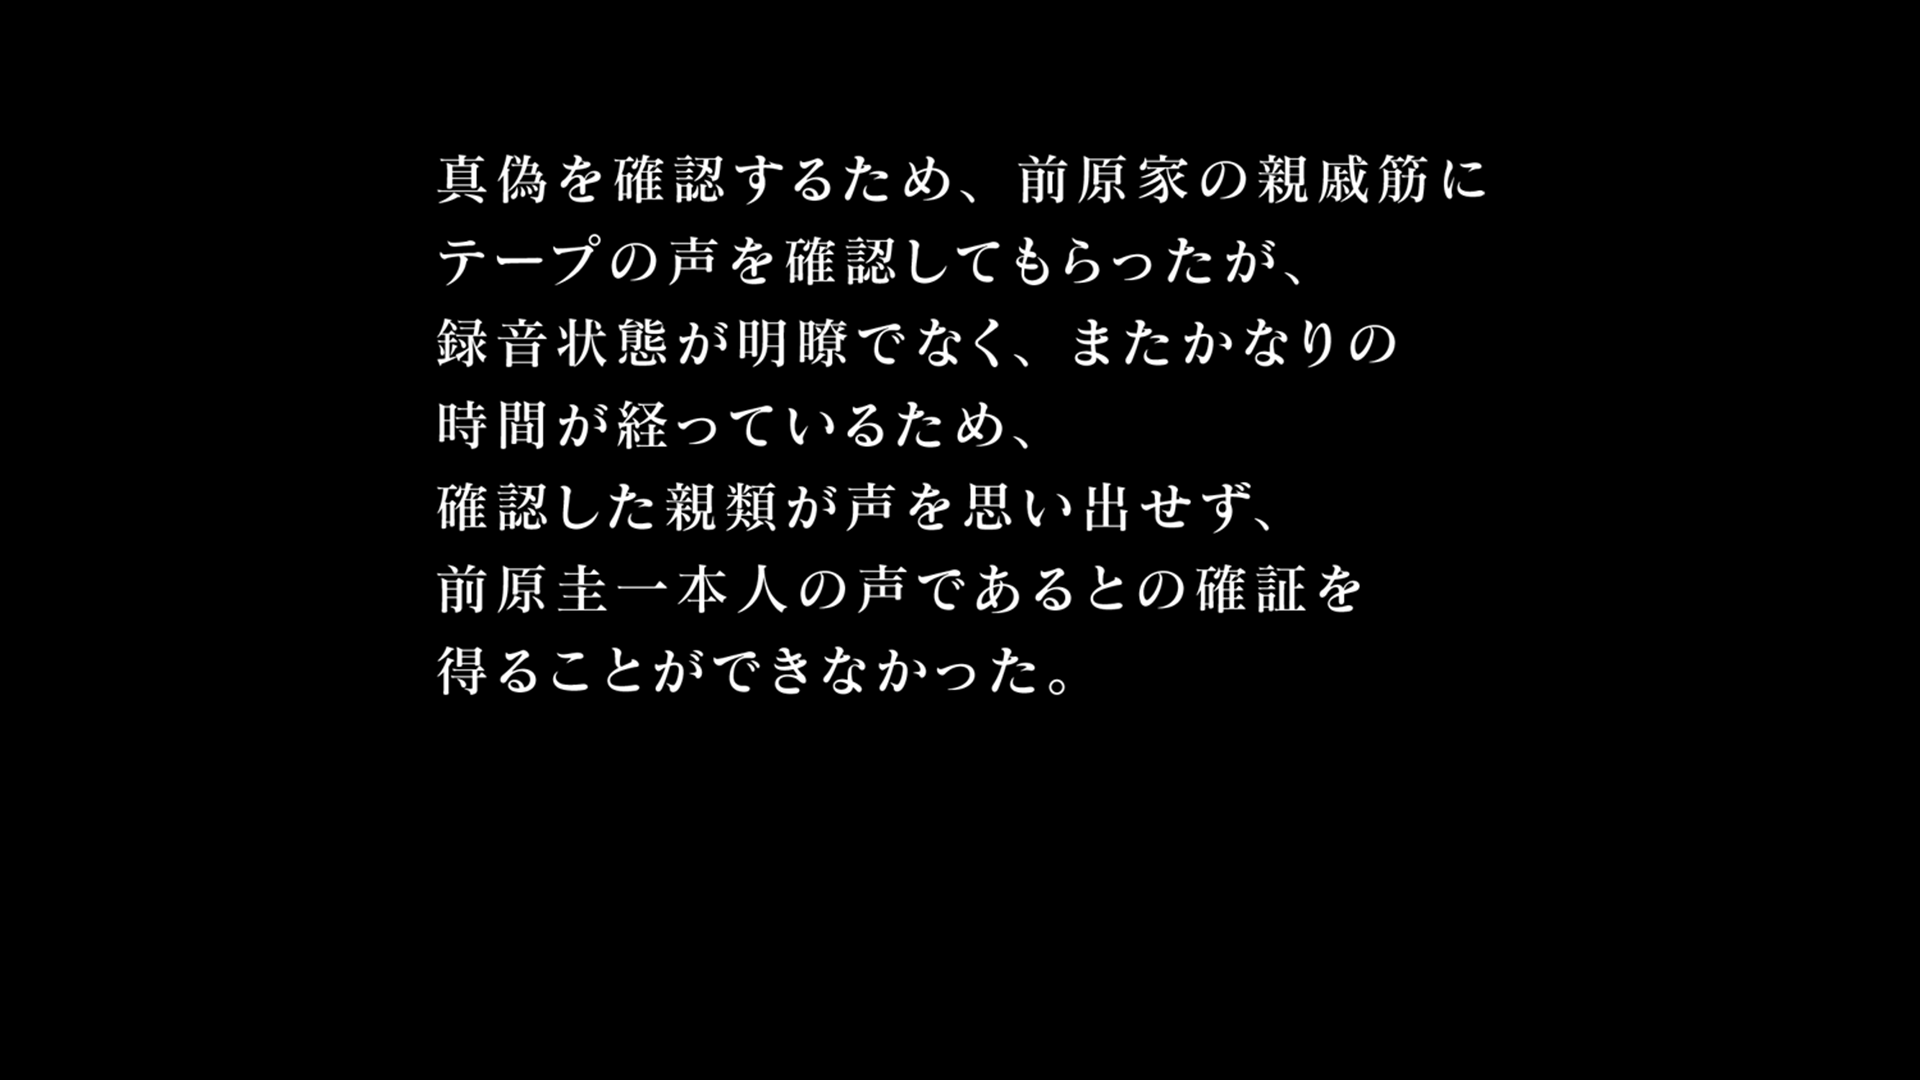 真偽を確認するため、前原家の親戚筋に
テープの声を確認してもらったが、
録音状態が明瞭でなく、またかなりの
時間が経っているため、
確認した親類が声を思い出せず、
前原圭一本人の声であるとの確証を
得ることができなかった。